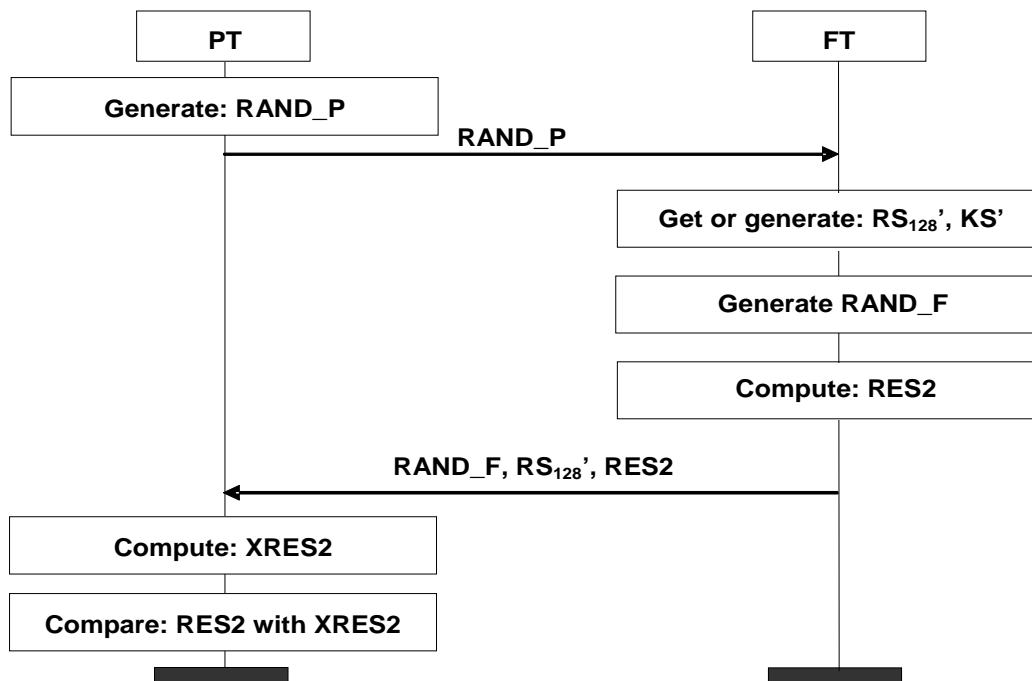 PT
FT
Generate: RAND_P
RAND_P
Get or generate: RS₁₂₈’, KS’
Generate RAND_F
Compute: RES2
RAND_F, RS₁₂₈’, RES2
Compute: XRES2
Compare: RES2 with XRES2